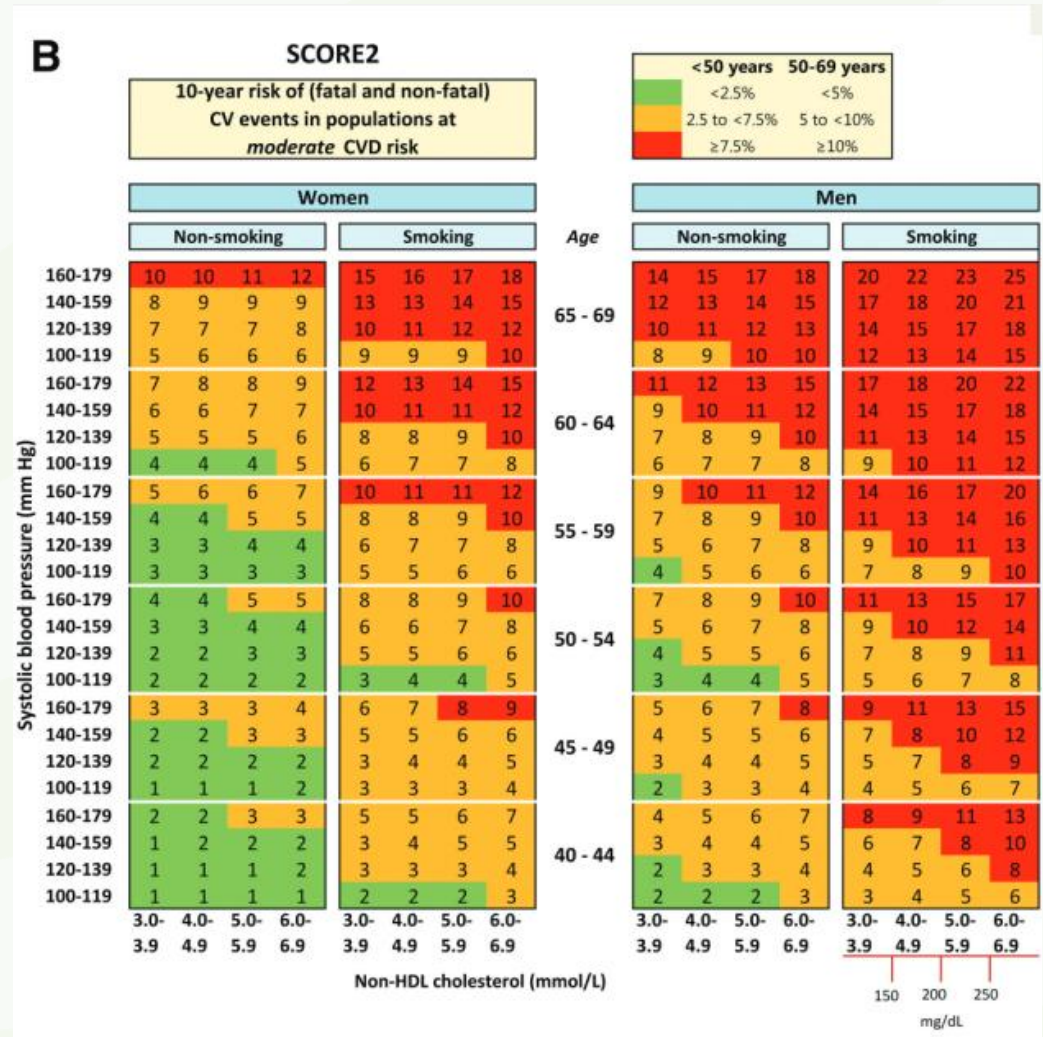 B
SCORE2
10-year risk of (fatal and non-fatal)
CV events in populations at
moderate CVD risk
<50 years 50-69 years
<2.5% <5%
2.5 to <7.5% 5 to <10%
≥7.5% ≥10%
Women Men
Non-smoking Smoking Age Non-smoking Smoking
Systolic blood pressure (mm Hg)
160-179 10 10 11 12 15 16 17 18 14 15 17 18 20 22 23 25
140-159 8 9 9 9 13 13 14 15 12 13 14 15 17 18 20 21
65 - 69
120-139 7 7 7 8 10 11 12 12 10 11 12 13 14 15 17 18
100-119 5 6 6 6 9 9 9 10 8 9 10 10 12 13 14 15
160-179 7 8 8 9 12 13 14 15 11 12 13 15 17 18 20 22
140-159 6 6 7 7 10 11 11 12 9 10 11 12 14 15 17 18
60 - 64
120-139 5 5 5 6 8 8 9 10 7 8 9 10 11 13 14 15
100-119 4 4 4 5 6 7 7 8 6 7 7 8 9 10 11 12
160-179 5 6 6 7 10 11 11 12 9 10 11 12 14 16 17 20
140-159 4 4 5 5 8 8 9 10 7 8 9 10 11 13 14 16
55 - 59
120-139 3 3 4 4 6 7 7 8 5 6 7 8 9 10 11 13
100-119 3 3 3 3 5 5 6 6 4 5 6 6 7 8 9 10
160-179 4 4 5 5 8 8 9 10 7 8 9 10 11 13 15 17
140-159 3 3 4 4 6 6 7 8 5 6 7 8 9 10 12 14
50 - 54
120-139 2 2 3 3 5 5 6 6 4 5 5 6 7 8 9 11
100-119 2 2 2 2 3 4 4 5 3 4 4 5 5 6 7 8
160-179 3 3 3 4 6 7 8 9 5 6 7 8 9 11 13 15
140-159 2 2 3 3 5 5 6 6 4 5 5 6 7 8 10 12
45 - 49
120-139 2 2 2 2 3 4 4 5 3 4 4 5 5 7 8 9
100-119 1 1 1 2 3 3 3 4 2 3 3 4 4 5 6 7
160-179 2 2 3 3 5 5 6 7 4 5 6 7 8 9 11 13
140-159 1 2 2 2 3 4 5 5 3 4 4 5 6 7 8 10
40 - 44
120-139 1 1 1 2 3 3 3 4 2 3 3 4 4 5 6 8
100-119 1 1 1 1 2 2 2 3 2 2 2 3 3 4 5 6
3.0- 4.0- 5.0- 6.0- 3.0- 4.0- 5.0- 6.0- 3.0- 4.0- 5.0- 6.0- 3.0- 4.0- 5.0- 6.0-
3.9 4.9 5.9 6.9 3.9 4.9 5.9 6.9 3.9 4.9 5.9 6.9 3.9 4.9 5.9 6.9
Non-HDL cholesterol (mmol/L)
150 200 250
mg/dL